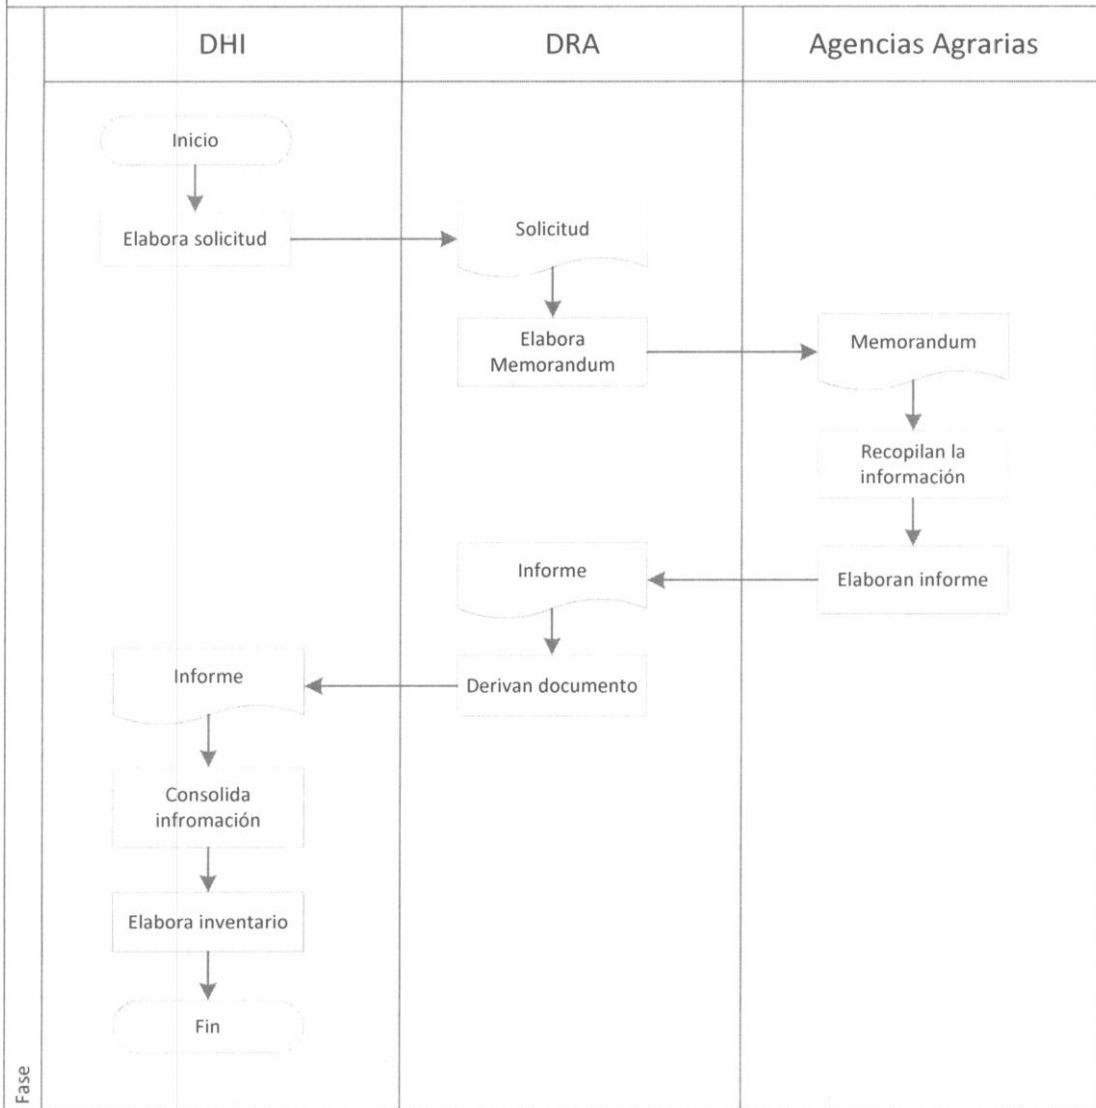 DHI
DRA
Agencias Agrarias
Inicio
Elabora solicitud
Solicitud
Elabora
Memorandum
Memorandum
Recopilan la
información
Elaboran informe
Informe
Derivan documento
Informe
Consolida
infromación
Elabora inventario
Fin
Fase